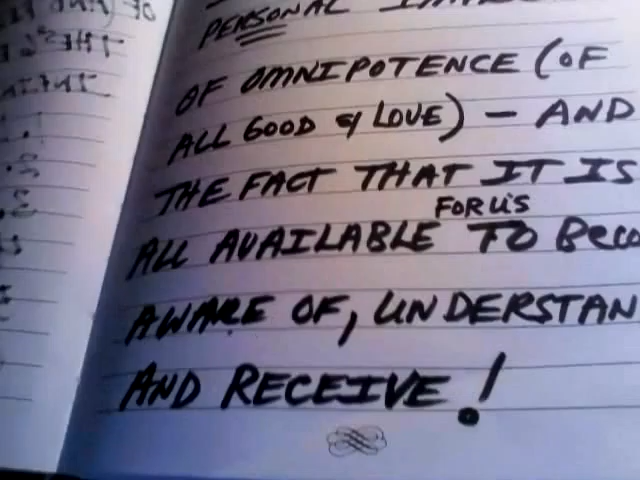 PERSONAL
OF OMNIPOTENCE (OF
ALL GOOD & LOVE) — AND
THE FACT THAT IT IS
FOR US
ALL AVAILABLE TO BECO
AWARE OF, UNDERSTAN
AND RECEIVE!